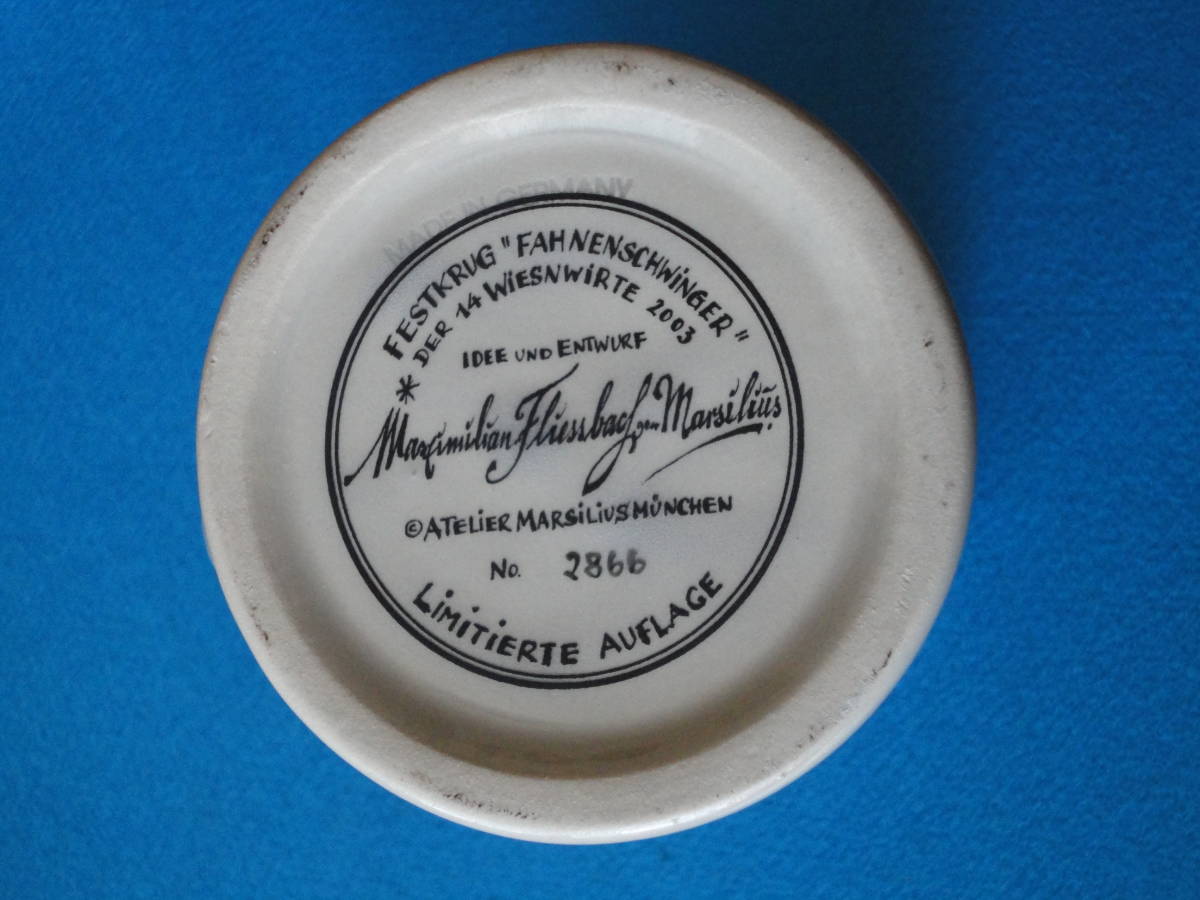 MADE IN GERMANY
FESTKRUG "FAHNENSCHWINGER"
* DER 14 WIESNWIRTE 2003
IDEE UND ENTWURF
Maximilian Fliessbach gen Marsilius
© ATELIER MARSILIUS MÜNCHEN
No. 2866
LIMITIERTE AUFLAGE